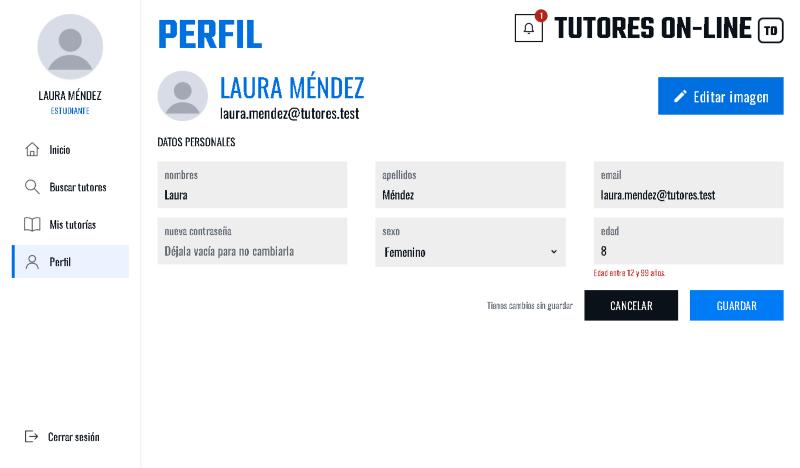 LAURA MÉNDEZ
ESTUDIANTE
Inicio
Buscar tutores
Mis tutorías
Perfil
Cerrar sesión
PERFIL
1
TUTORES ON-LINE TO
LAURA MÉNDEZ
laura.mendez@tutores.test
Editar imagen
DATOS PERSONALES
nombres
Laura
apellidos
Méndez
email
laura.mendez@tutores.test
nueva contraseña
Déjala vacía para no cambiarla
sexo
Femenino
edad
8
Edad entre 12 y 99 años.
Tienes cambios sin guardar
CANCELAR
GUARDAR